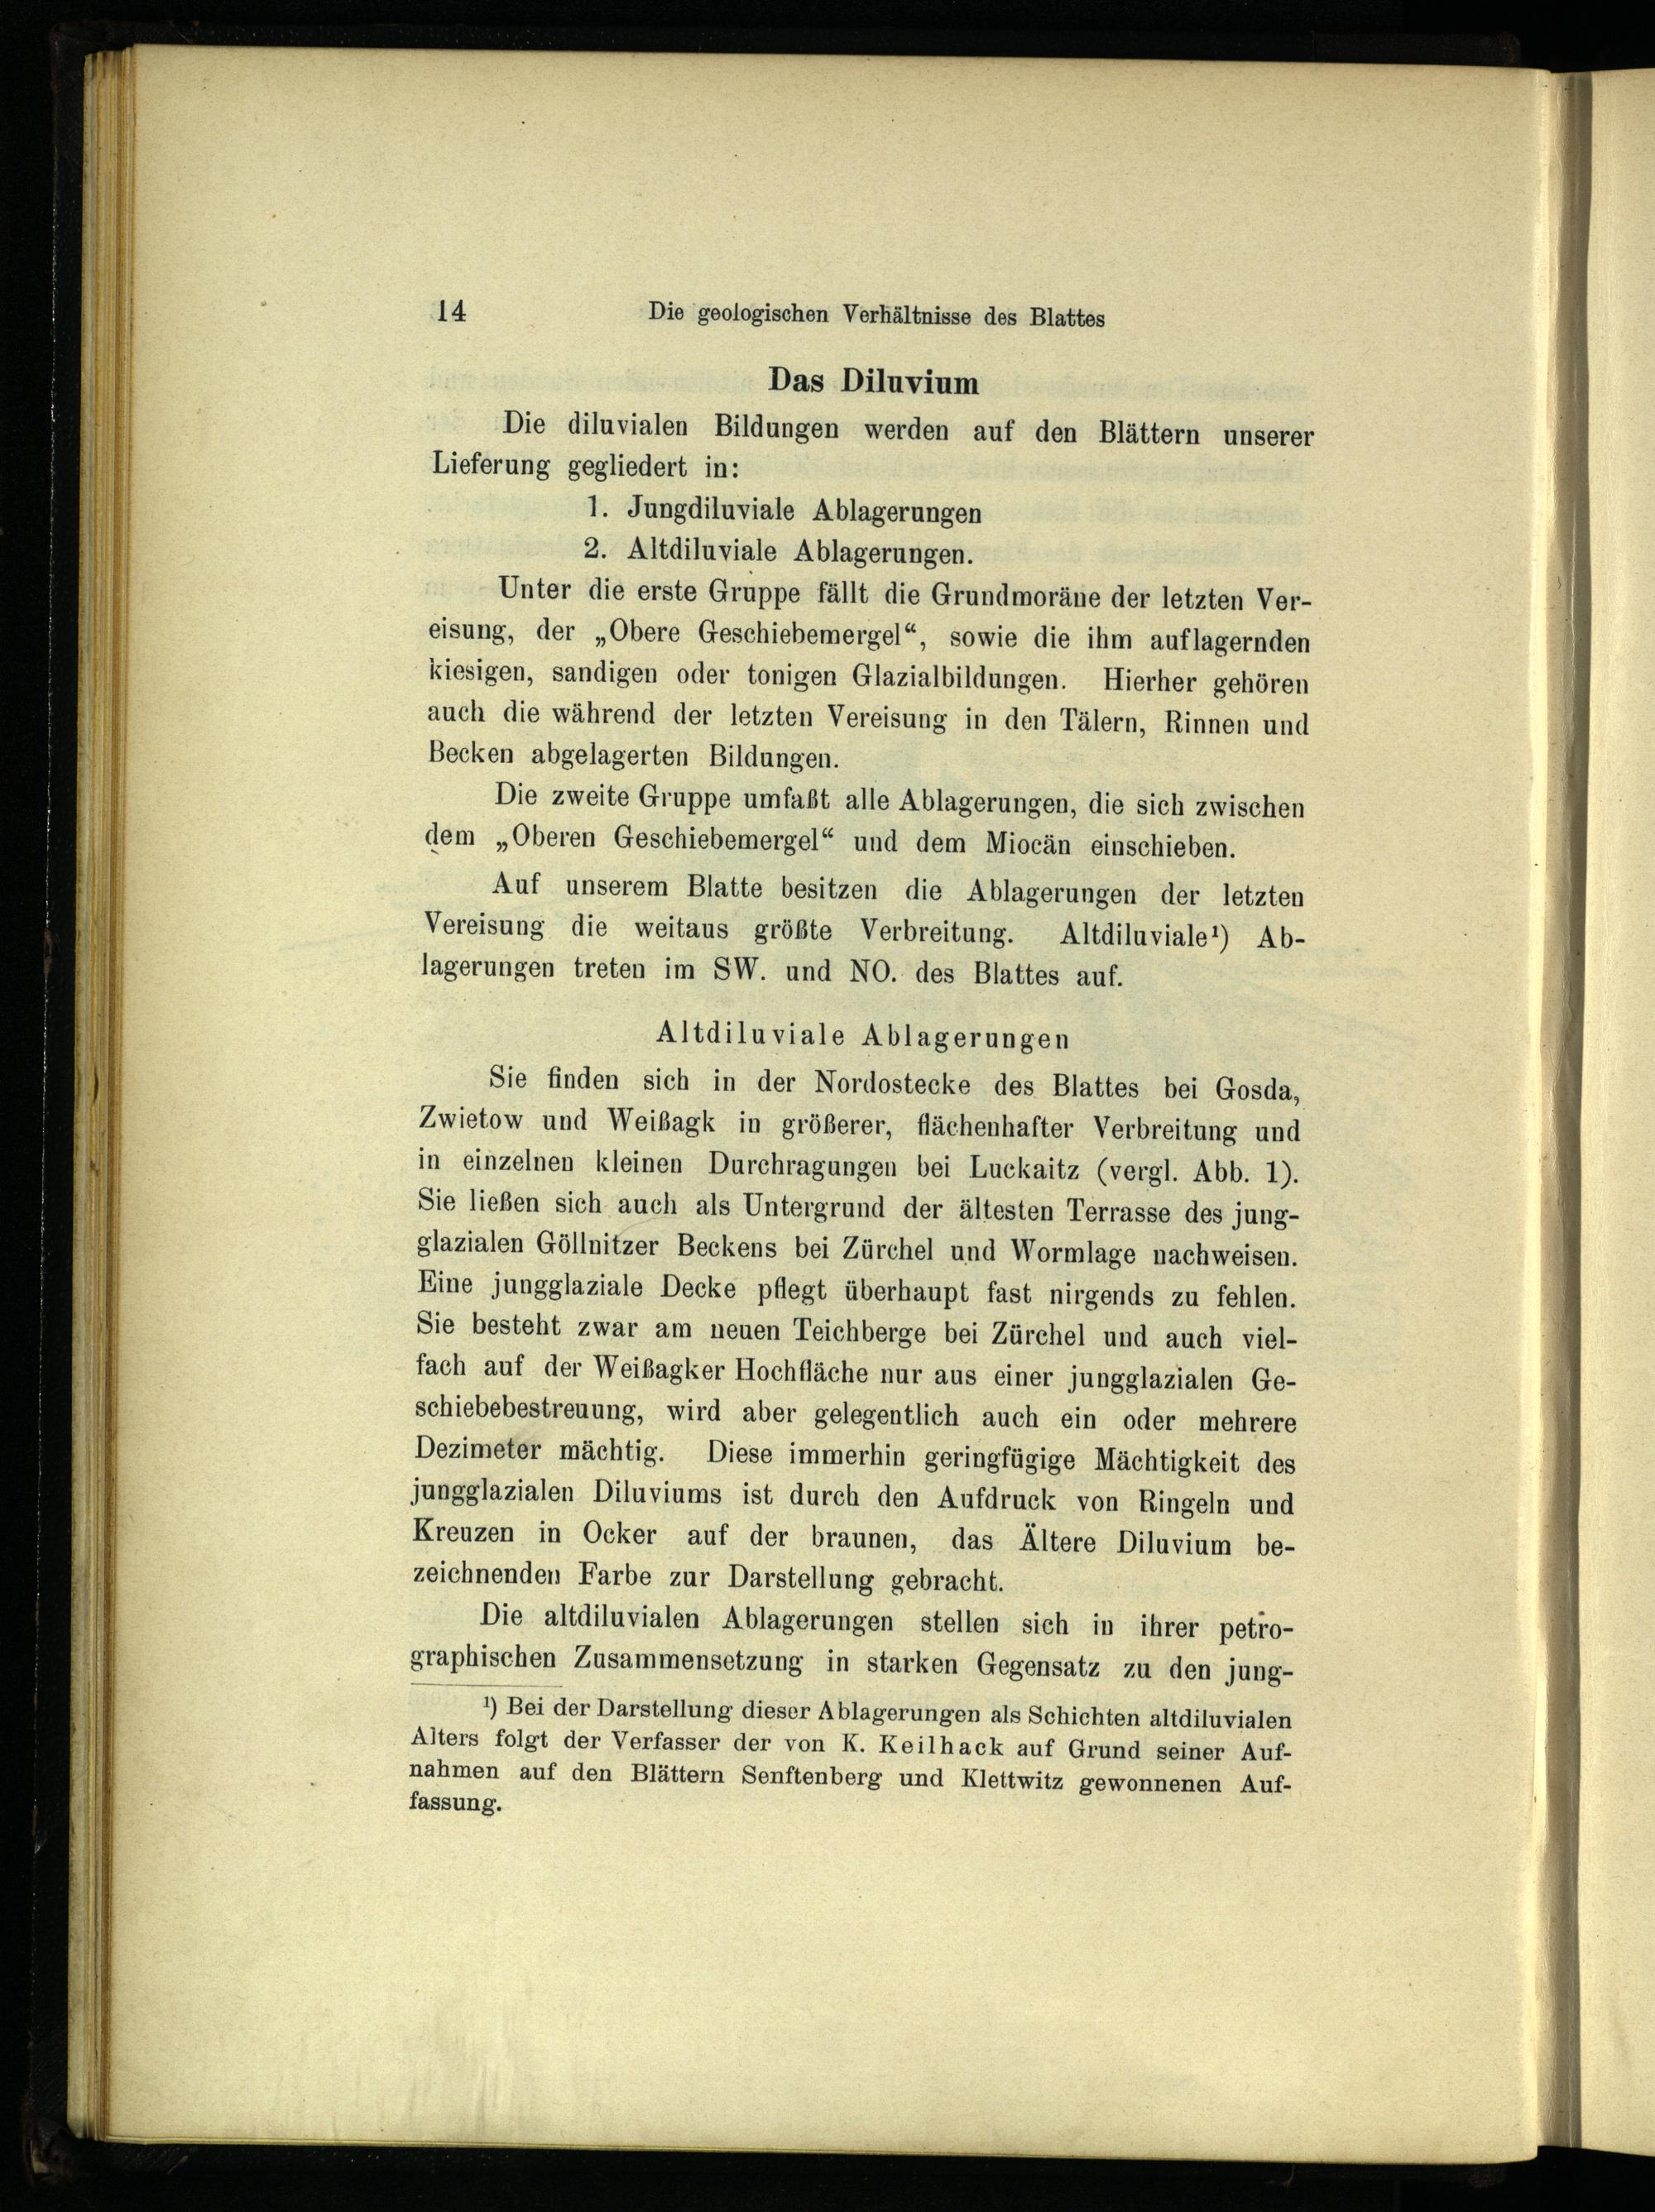 14 Die geologischen Verhältnisse des Blattes
Das Diluvium
Die diluvialen Bildungen werden auf den Blättern unserer
Lieferung gegliedert in:
1. Jungdiluviale Ablagerungen
2. Altdiluviale Ablagerungen.
Unter die erste Gruppe fällt die Grundmoräne der letzten Ver-
eisung, der „Obere Geschiebemergel“, sowie die ihm auflagernden
kiesigen, sandigen oder tonigen Glazialbildungen. Hierher gehören
auch die während der letzten Vereisung in den Tälern, Rinnen und
Becken abgelagerten Bildungen.
Die zweite Gruppe umfaßt alle Ablagerungen, die sich zwischen
dem „Oberen Geschiebemergel“ und dem Miocän einschieben.
Auf unserem Blatte besitzen die Ablagerungen der letzten
Vereisung die weitaus größte Verbreitung. Altdiluviale¹) Ab-
lagerungen treten im SW. und NO. des Blattes auf.
Altdiluviale Ablagerungen
Sie finden sich in der Nordostecke des Blattes bei Gosda,
Zwietow und Weißagk in größerer, flächenhafter Verbreitung und
in einzelnen kleinen Durchragungen bei Luckaitz (vergl. Abb. 1).
Sie ließen sich auch als Untergrund der ältesten Terrasse des jung-
glazialen Göllnitzer Beckens bei Zürchel und Wormlage nachweisen.
Eine jungglaziale Decke pflegt überhaupt fast nirgends zu fehlen.
Sie besteht zwar am neuen Teichberge bei Zürchel und auch viel-
fach auf der Weißagker Hochfläche nur aus einer jungglazialen Ge-
schiebebestreuung, wird aber gelegentlich auch ein oder mehrere
Dezimeter mächtig. Diese immerhin geringfügige Mächtigkeit des
jungglazialen Diluviums ist durch den Aufdruck von Ringeln und
Kreuzen in Ocker auf der braunen, das Ältere Diluvium be-
zeichnenden Farbe zur Darstellung gebracht.
Die altdiluvialen Ablagerungen stellen sich in ihrer petro-
graphischen Zusammensetzung in starken Gegensatz zu den jung-
¹) Bei der Darstellung dieser Ablagerungen als Schichten altdiluvialen
Alters folgt der Verfasser der von K. Keilhack auf Grund seiner Auf-
nahmen auf den Blättern Senftenberg und Klettwitz gewonnenen Auf-
fassung.